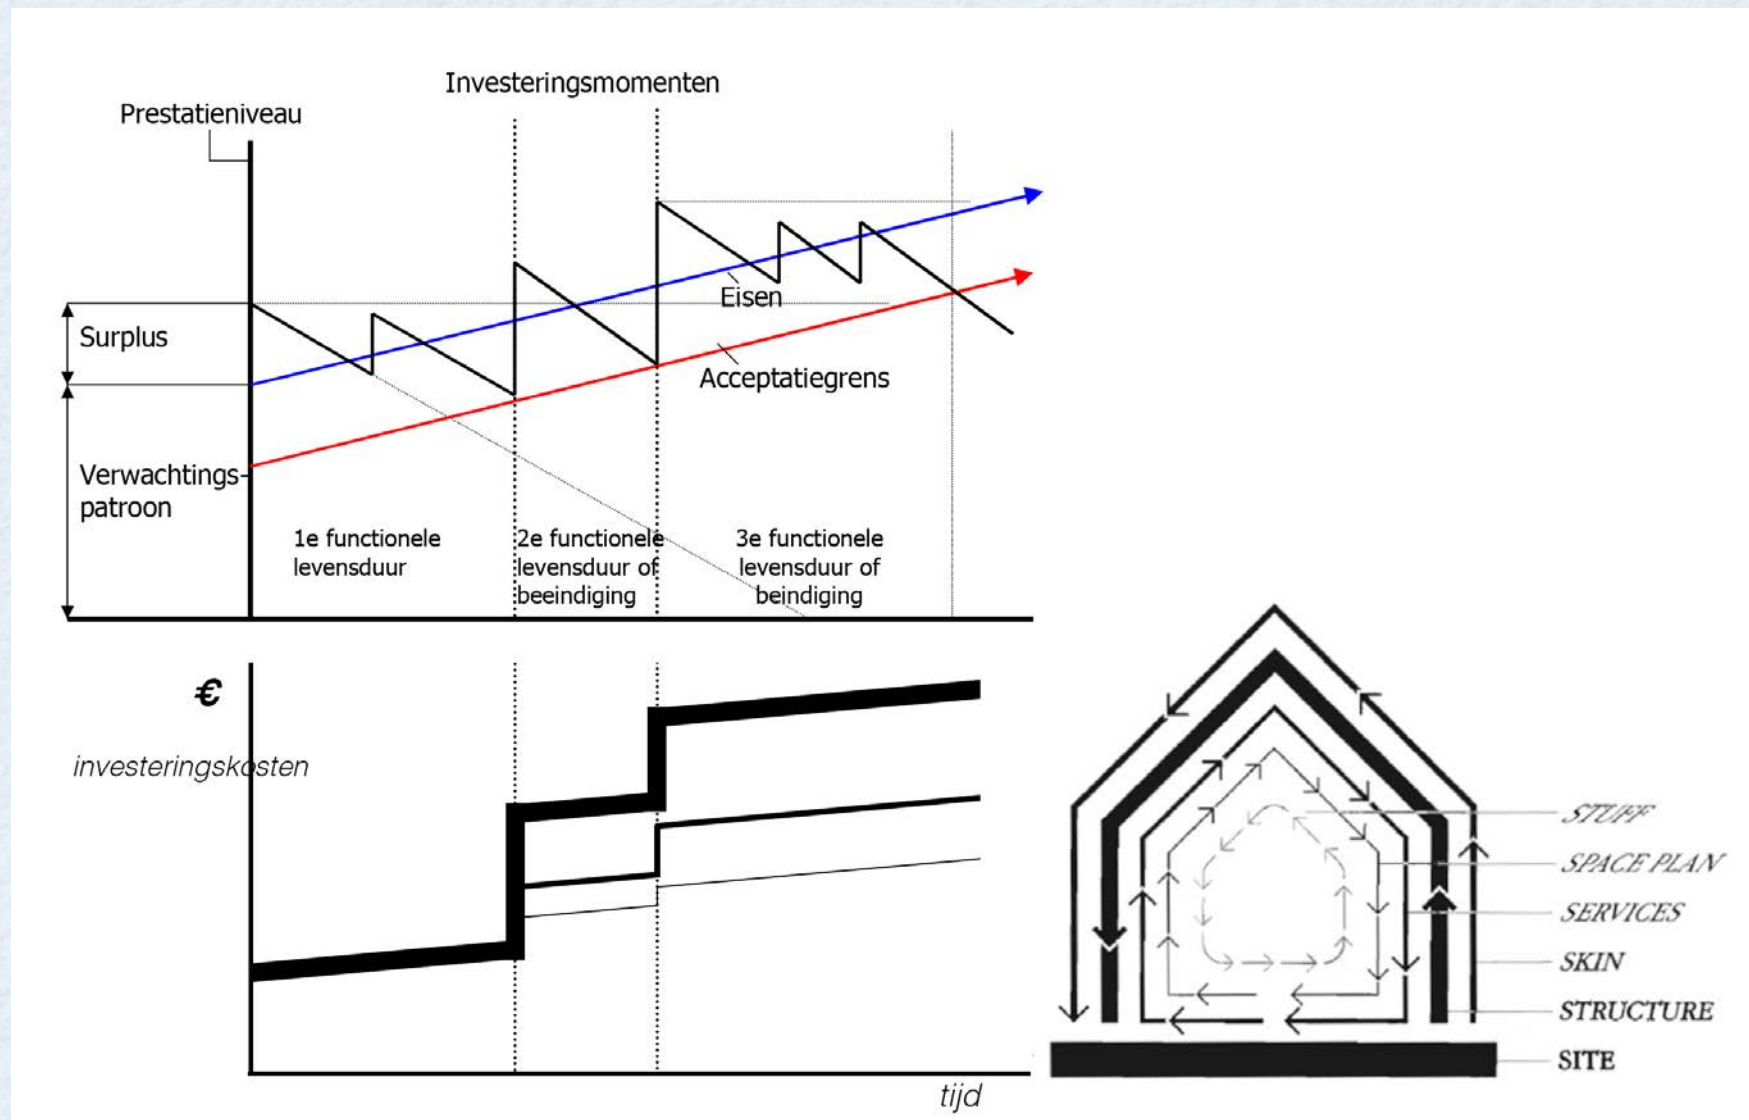 Investeringsmomenten
Prestatieniveau
Eisen
Surplus
Acceptatiegrens
Verwachtings-
patroon
1e functionele
levensduur
2e functionele
levensduur of
beeindiging
3e functionele
levensduur of
beindiging
€
investeringskosten
tijd
STUFF
SPACE PLAN
SERVICES
SKIN
STRUCTURE
SITE